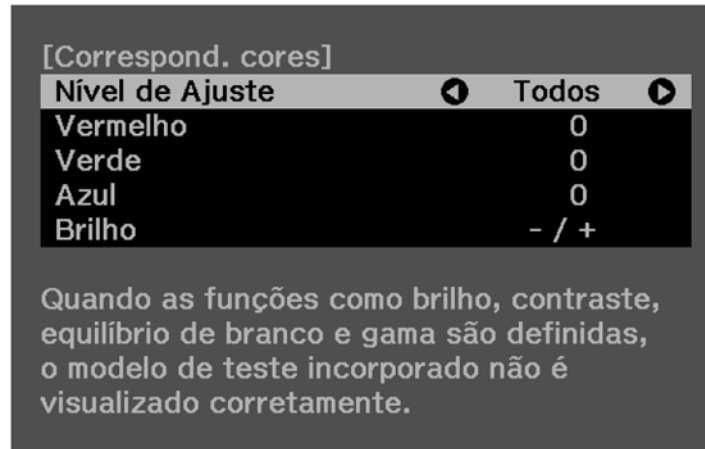 [Correspond. cores]
Nível de Ajuste Todos
Vermelho 0
Verde 0
Azul 0
Brilho - / +
Quando as funções como brilho, contraste,
equilíbrio de branco e gama são definidas,
o modelo de teste incorporado não é
visualizado corretamente.